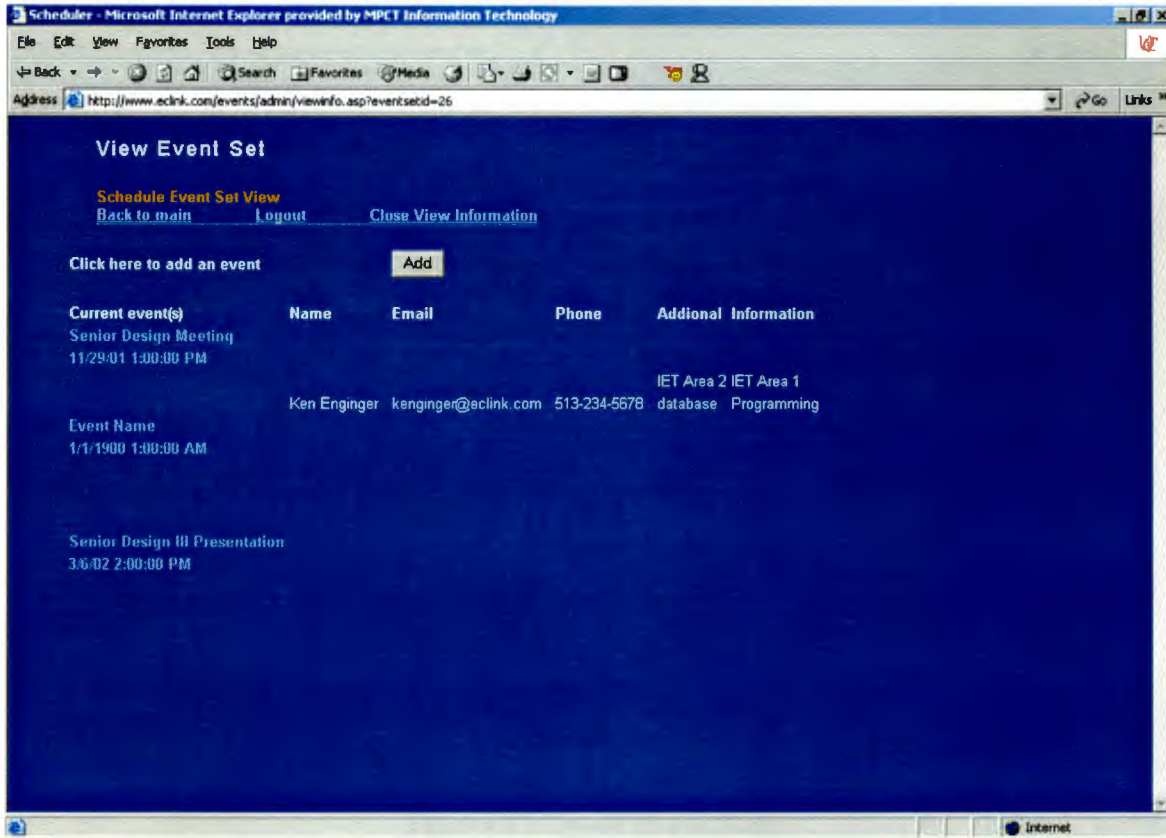 Scheduler - Microsoft Internet Explorer provided by MPCT Information Technology
File Edit View Favorites Tools Help
Back Search Favorites Media
Address http://www.eclink.com/events/admin/viewinfo.asp?eventsetid=26 Go Links »
View Event Set
Schedule Event Set View
Back to main Logout Close View Information
Click here to add an event Add
Current event(s) Name Email Phone Addional Information
Senior Design Meeting
11/29/01 1:00:00 PM
IET Area 2 IET Area 1
Ken Enginger kenginger@eclink.com 513-234-5678 database Programming
Event Name
1/1/1900 1:00:00 AM
Senior Design III Presentation
3/6/02 2:00:00 PM
Internet